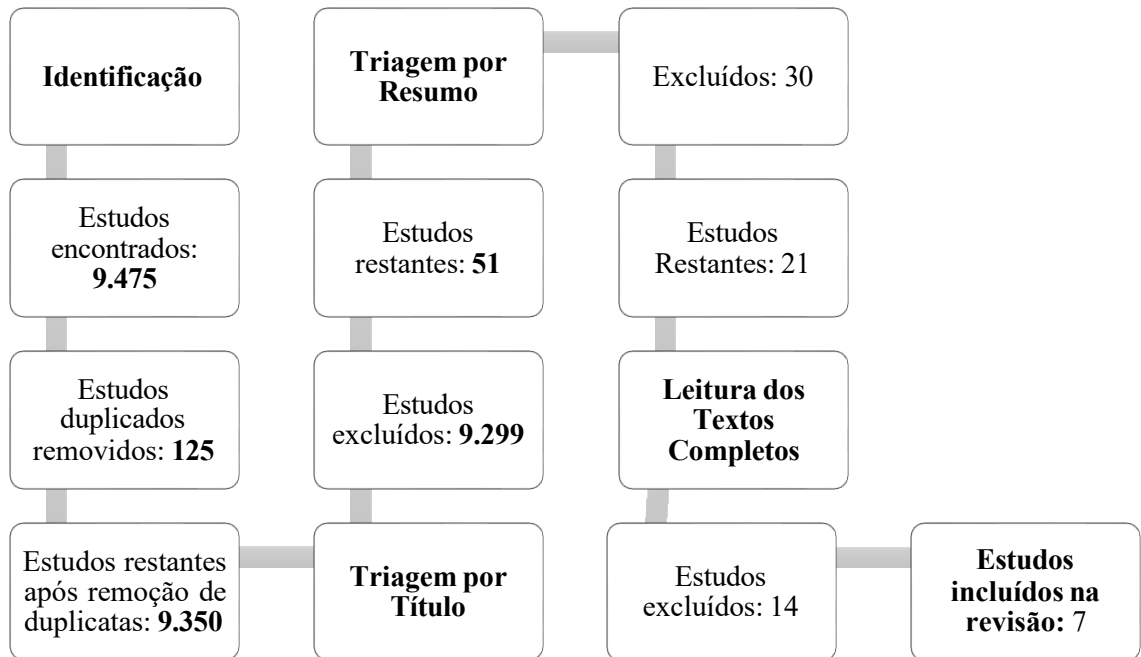 Identificação
Estudos
encontrados:
9.475
Estudos
duplicados
removidos: 125
Estudos restantes
após remoção de
duplicatas: 9.350
Triagem por
Título
Estudos
excluídos: 9.299
Estudos
restantes: 51
Triagem por
Resumo
Excluídos: 30
Estudos
Restantes: 21
Leitura dos
Textos
Completos
Estudos
excluídos: 14
Estudos
incluídos na
revisão: 7